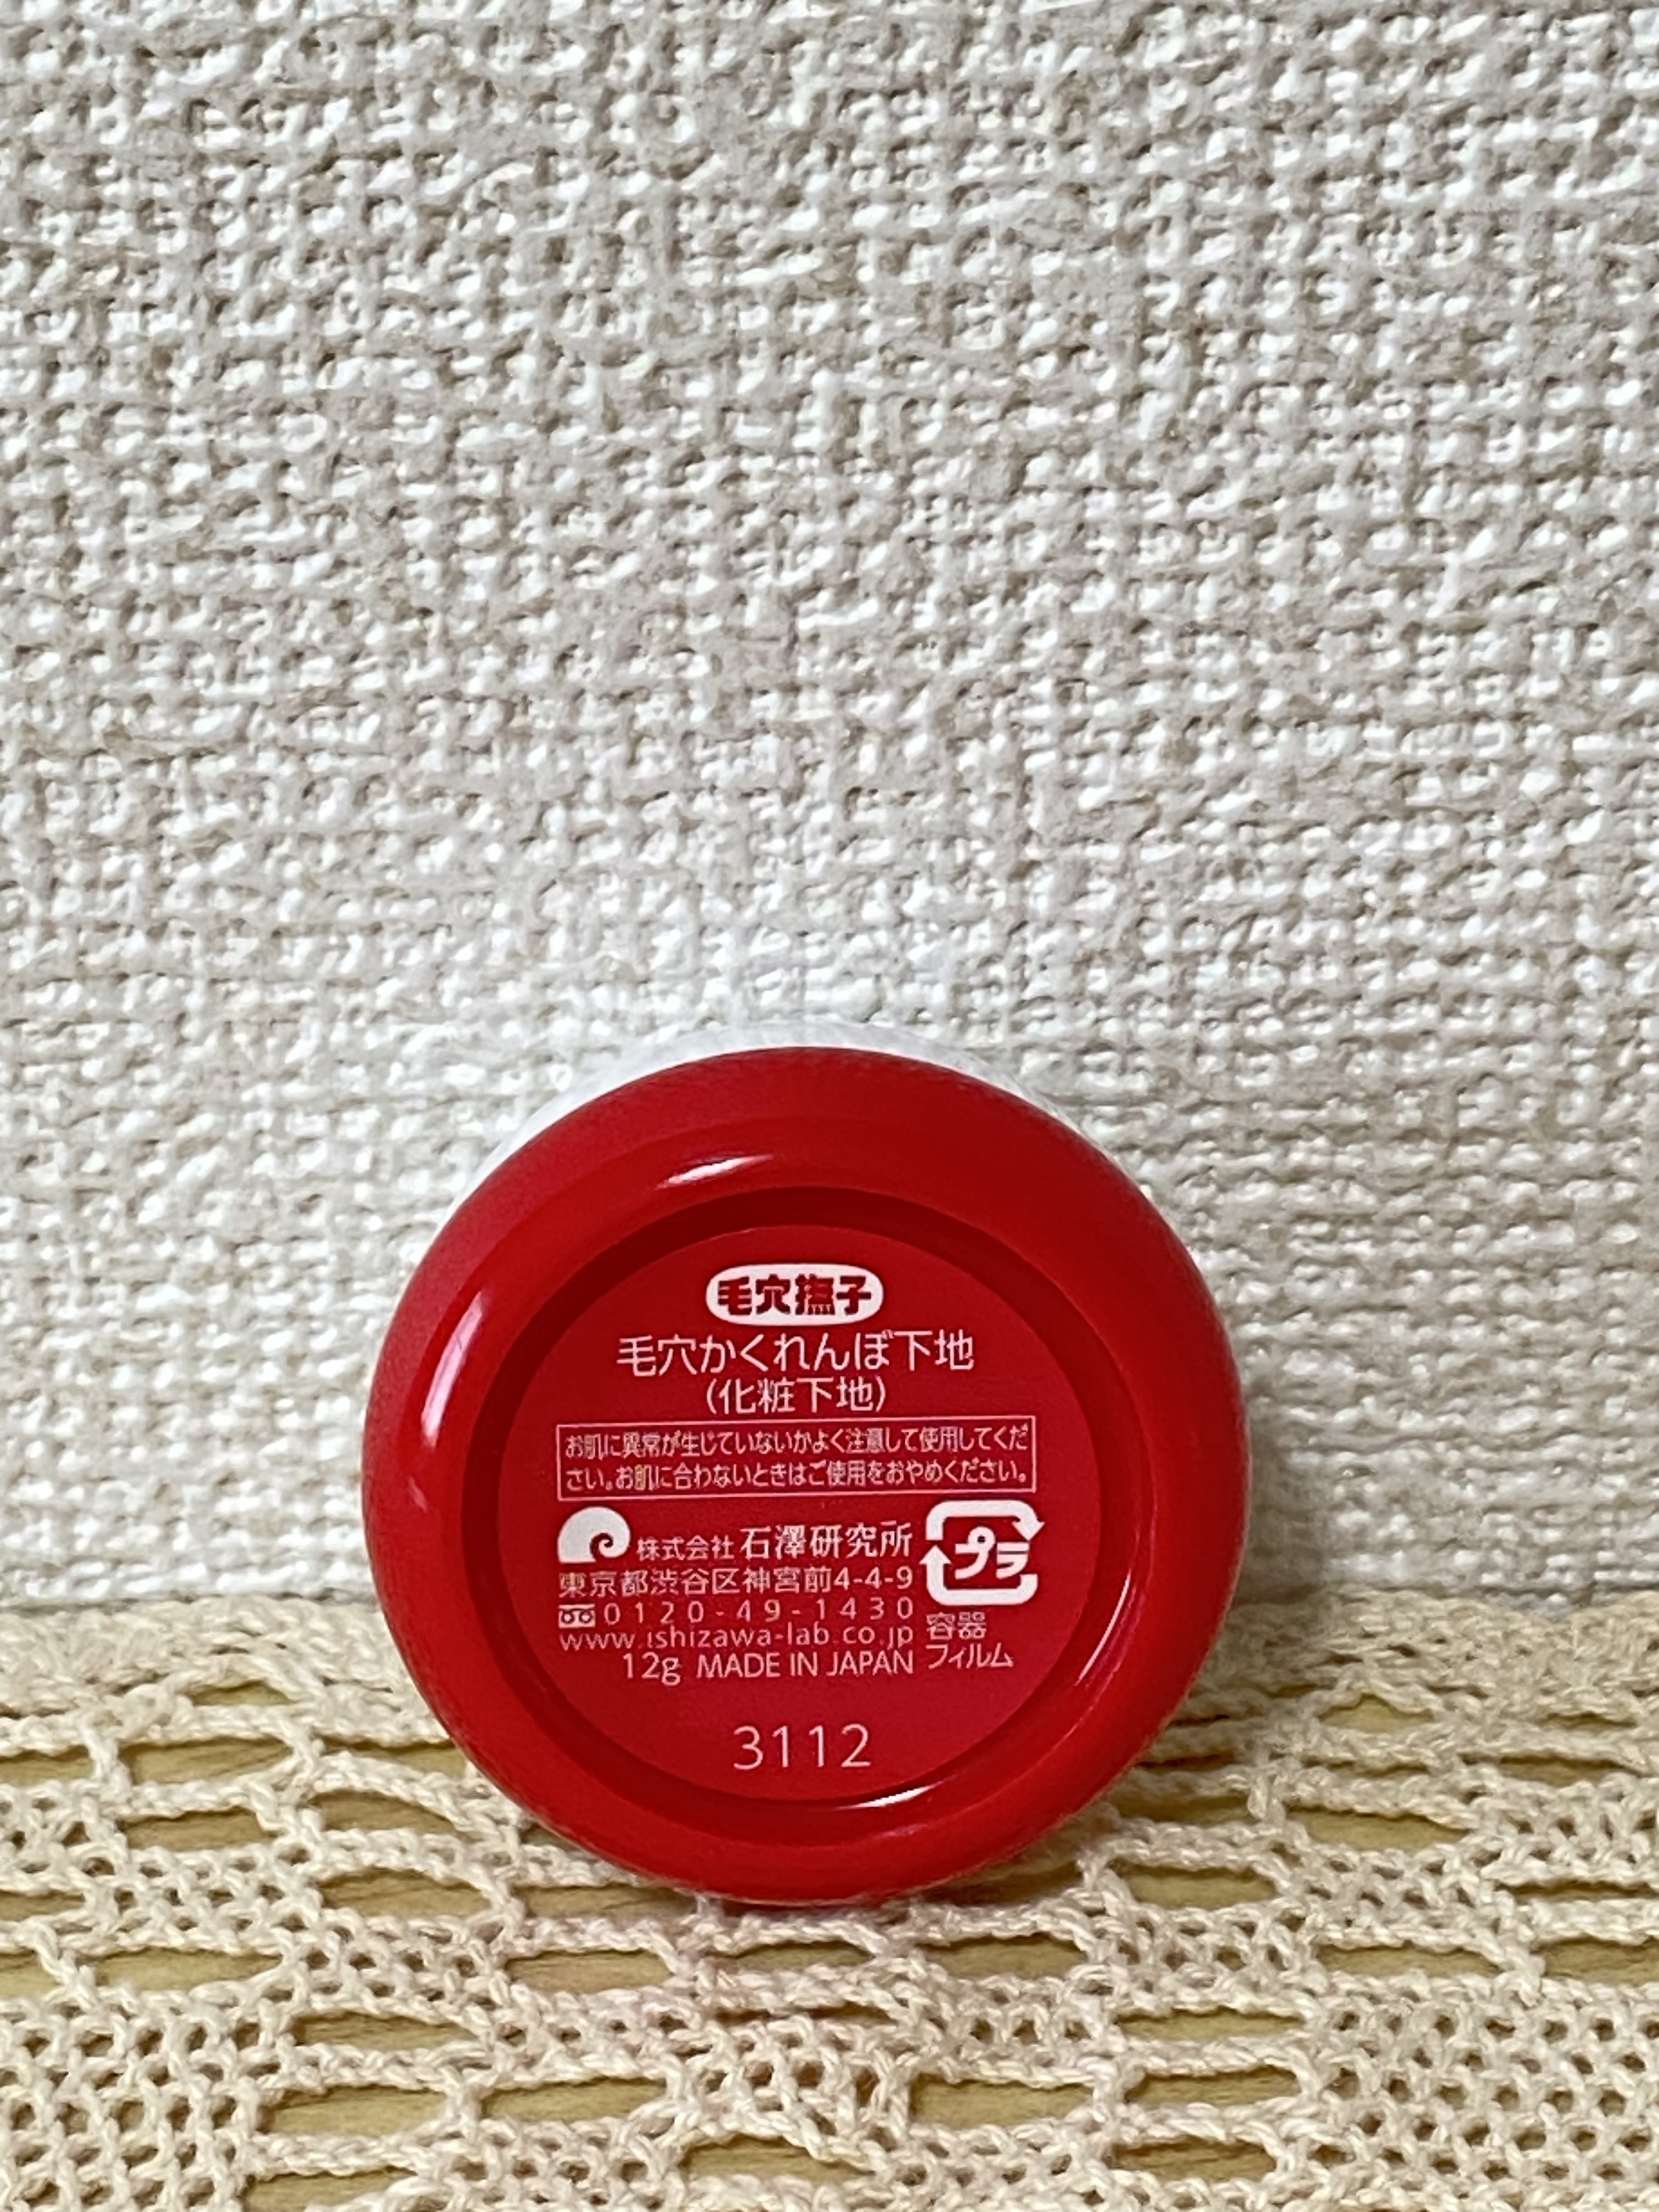 毛穴撫子
毛穴かくれんぼ下地
(化粧下地)
お肌に異常が生じていないかよく注意して使用してくだ
さい。お肌に合わないときはご使用をおやめください。
株式会社 石澤研究所
東京都渋谷区神宮前4-4-9
0120-49-1430
www.ishizawa-lab.co.jp
12g MADE IN JAPAN
プラ
容器
フィルム
3112